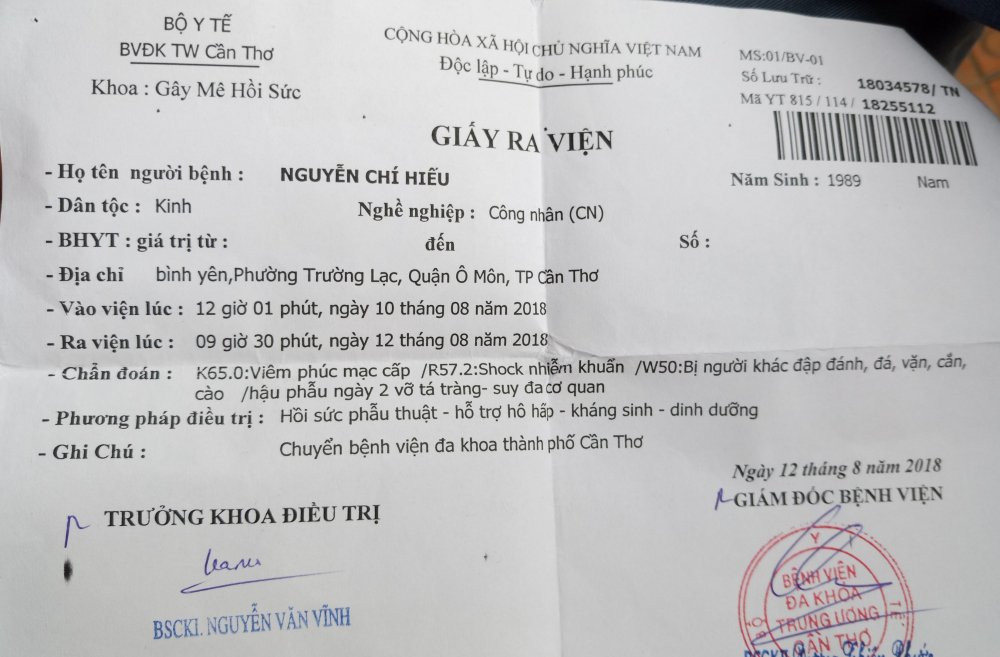 BỘ Y TẾ
BVĐK TW Cần Thơ
Khoa : Gây Mê Hồi Sức
CỘNG HÒA XÃ HỘI CHỦ NGHĨA VIỆT NAM
Độc lập - Tự do - Hạnh phúc
MS:01/BV-01
Số Lưu Trữ : 18034578/ TN
Mã YT 815 / 114 / 18255112
GIẤY RA VIỆN
- Họ tên người bệnh : NGUYỄN CHÍ HIẾU Năm Sinh : 1989 Nam
- Dân tộc : Kinh Nghề nghiệp : Công nhân (CN)
- BHYT : giá trị từ : đến Số :
- Địa chỉ bình yên,Phường Trường Lạc, Quận Ô Môn, TP Cần Thơ
- Vào viện lúc : 12 giờ 01 phút, ngày 10 tháng 08 năm 2018
- Ra viện lúc : 09 giờ 30 phút, ngày 12 tháng 08 năm 2018
- Chẩn đoán : K65.0:Viêm phúc mạc cấp /R57.2:Shock nhiễm khuẩn /W50:Bị người khác đập đánh, đá, vặn, cắn,
cào /hậu phẫu ngày 2 vỡ tá tràng- suy đa cơ quan
- Phương pháp điều trị : Hồi sức phẫu thuật - hỗ trợ hô hấp - kháng sinh - dinh dưỡng
- Ghi Chú : Chuyển bệnh viện đa khoa thành phố Cần Thơ
Ngày 12 tháng 8 năm 2018
TRƯỞNG KHOA ĐIỀU TRỊ
GIÁM ĐỐC BỆNH VIỆN
BSCKI. NGUYỄN VĂN VĨNH
BỆNH VIỆN
ĐA KHOA
TRUNG ƯƠNG
CẦN THƠ